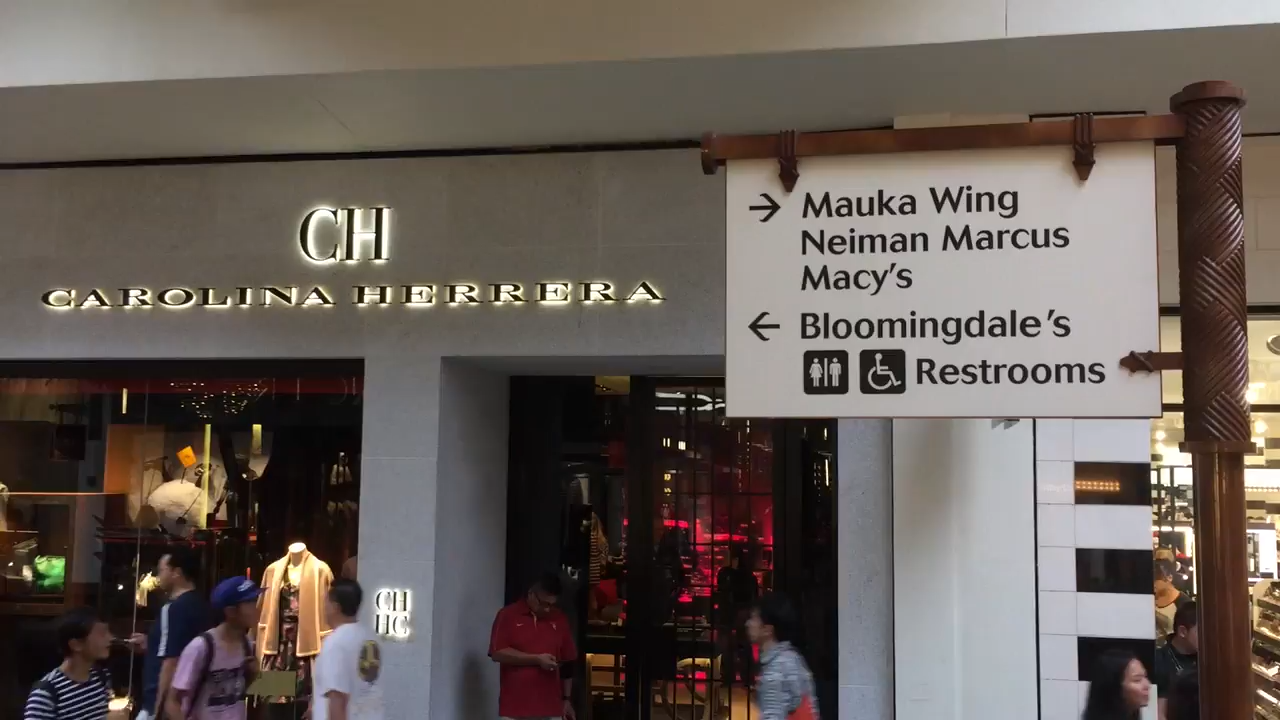 CH
CAROLINA HERRERA
→ Mauka Wing
Neiman Marcus
Macy's
← Bloomingdale's
Restrooms
CH
HC